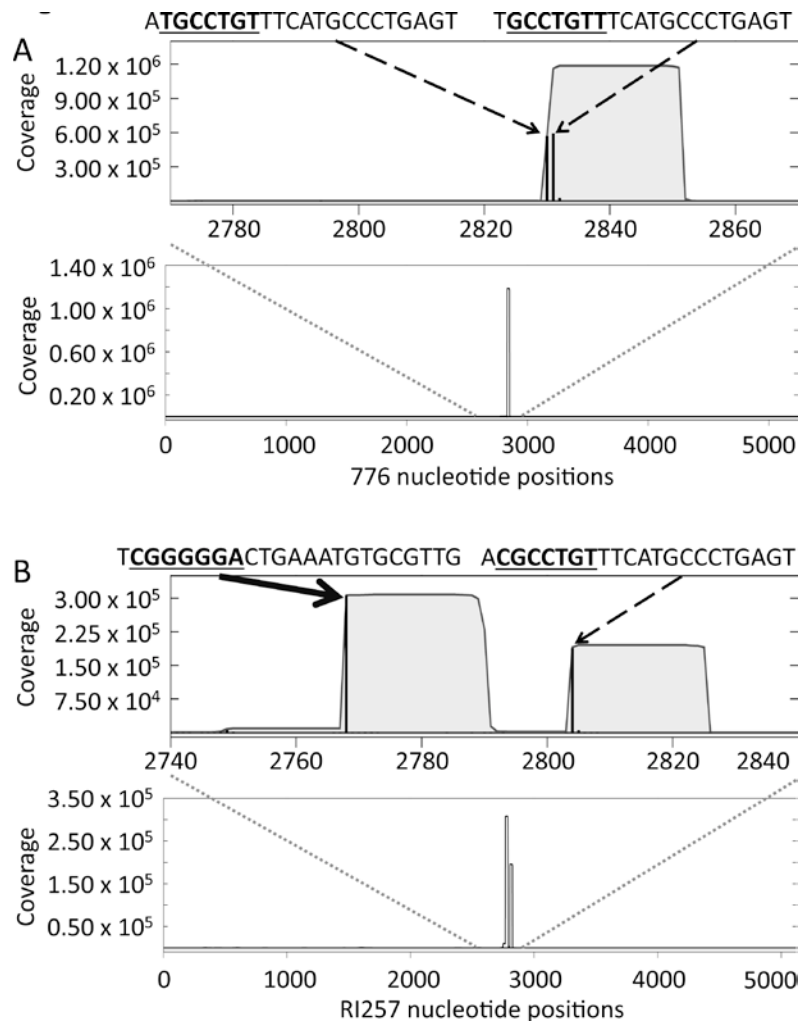 ATGCCTGTTTCATGCCCTGAGT TGCCTGTTTCATGCCCTGAGT
A
Coverage
1.20 x 10⁶
9.00 x 10⁵
6.00 x 10⁵
3.00 x 10⁵
2780 2800 2820 2840 2860
Coverage
1.40 x 10⁶
1.00 x 10⁶
0.60 x 10⁶
0.20 x 10⁶
0 1000 2000 3000 4000 5000
776 nucleotide positions
TCGGGGGACTGAAATGTGCGTTG ACGCCTGTTTCATGCCCTGAGT
B
Coverage
3.00 x 10⁵
2.25 x 10⁵
1.50 x 10⁵
7.50 x 10⁴
2740 2760 2780 2800 2820 2840
Coverage
3.50 x 10⁵
2.50 x 10⁵
1.50 x 10⁵
0.50 x 10⁵
0 1000 2000 3000 4000 5000
RI257 nucleotide positions